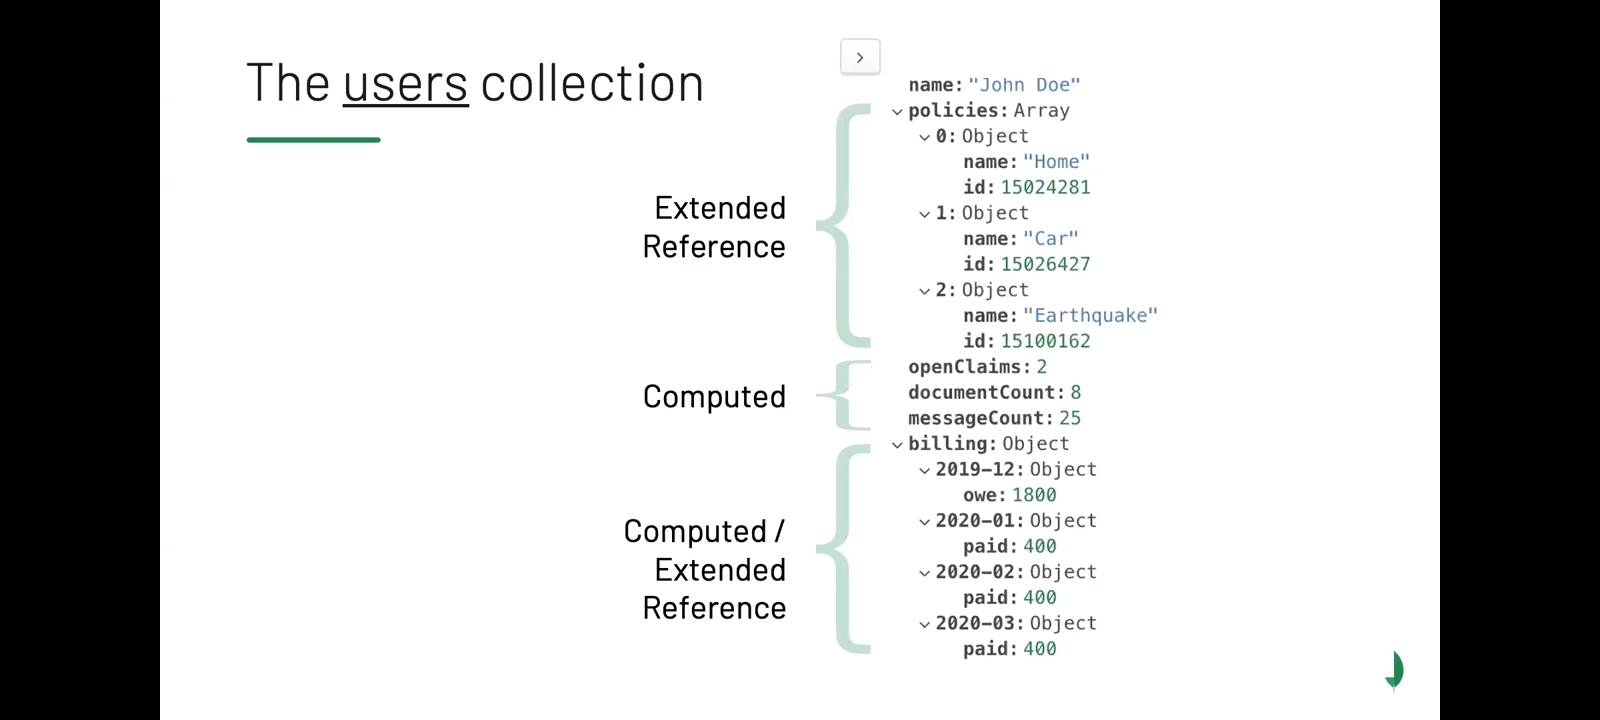 The users collection
name: "John Doe"
policies: Array
0: Object
name: "Home"
id: 15024281
1: Object
name: "Car"
id: 15026427
2: Object
name: "Earthquake"
id: 15100162
Extended
Reference
openClaims: 2
documentCount: 8
messageCount: 25
Computed
billing: Object
2019-12: Object
owe: 1800
2020-01: Object
paid: 400
2020-02: Object
paid: 400
2020-03: Object
paid: 400
Computed /
Extended
Reference